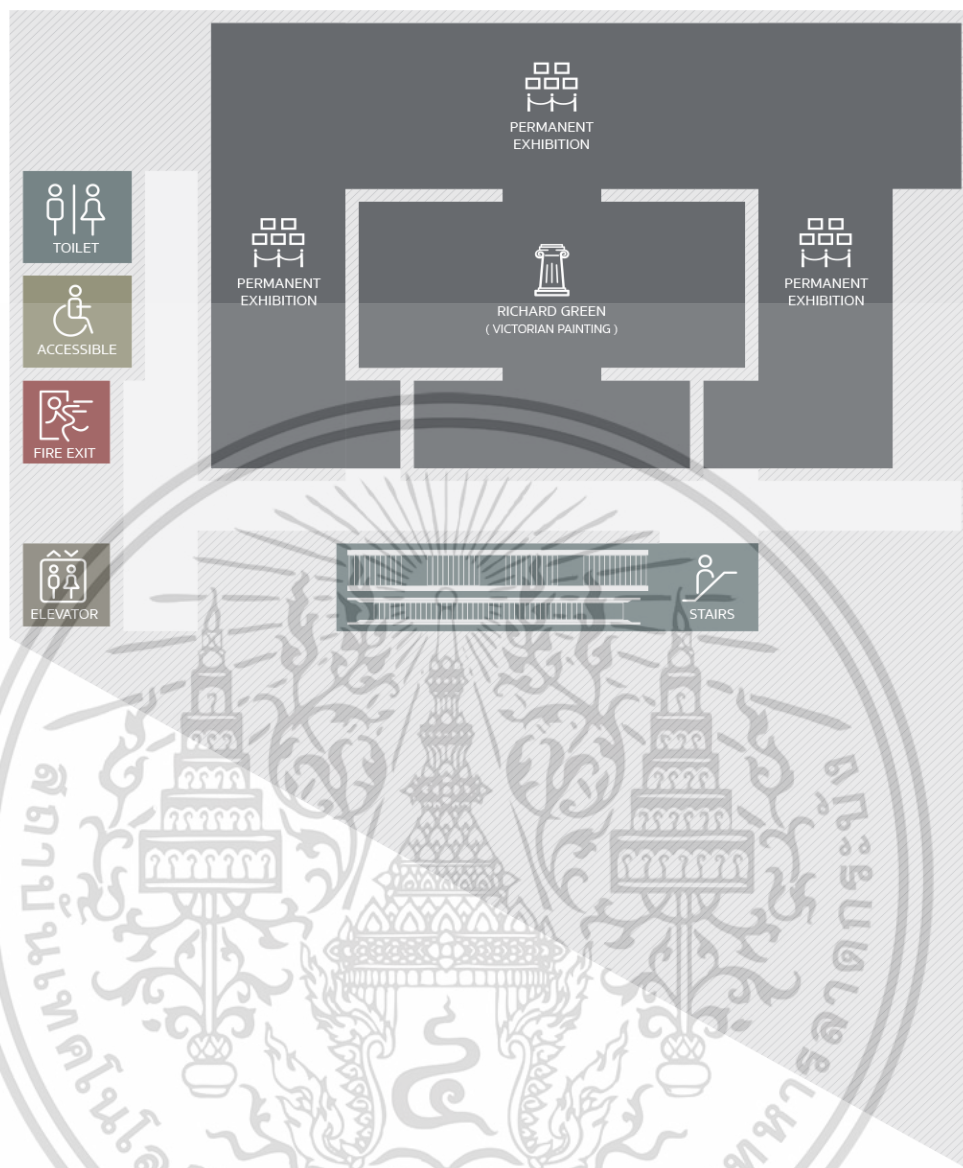 PERMANENT
EXHIBITION
TOILET
PERMANENT
EXHIBITION
RICHARD GREEN
( VICTORIAN PAINTING )
PERMANENT
EXHIBITION
ACCESSIBLE
FIRE EXIT
ELEVATOR
STAIRS